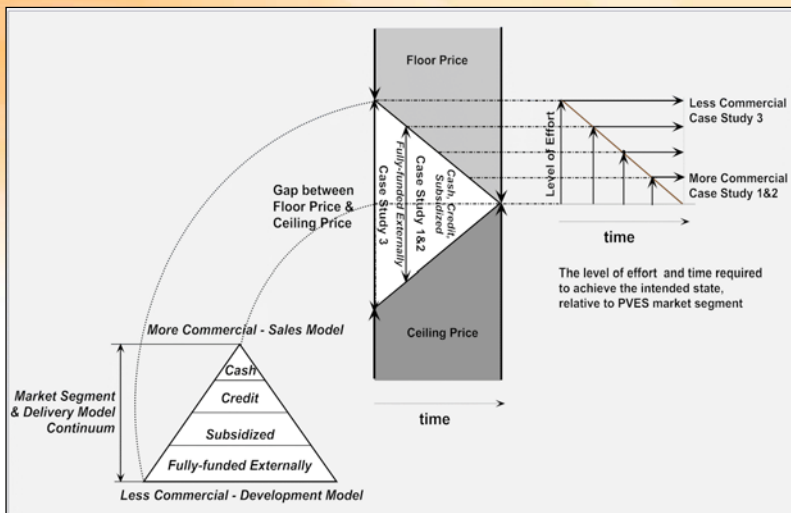 Floor Price
Less Commercial
Case Study 3
Level of Effort
More Commercial
Case Study 1&2
time
The level of effort and time required
to achieve the intended state,
relative to PVES market segment
Gap between
Floor Price &
Ceiling Price
Case Study 3
Fully-funded Externally
Case Study 1&2
Cash, Credit,
Subsidized
Ceiling Price
time
More Commercial - Sales Model
Cash
Credit
Subsidized
Fully-funded Externally
Market Segment
& Delivery Model
Continuum
Less Commercial - Development Model